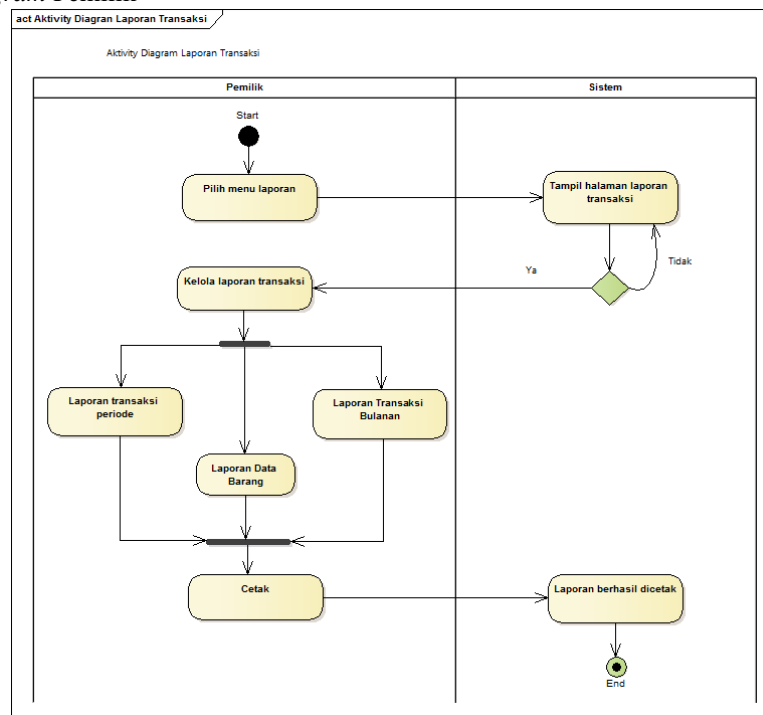 act Aktivity Diagran Laporan Transaksi
Aktivity Diagram Laporan Transaksi
Pemilik
Sistem
Start
Pilih menu laporan
Tampil halaman laporan
transaksi
Tidak
Ya
Kelola laporan transaksi
Laporan transaksi
periode
Laporan Transaksi
Bulanan
Laporan Data
Barang
Cetak
Laporan berhasil dicetak
End